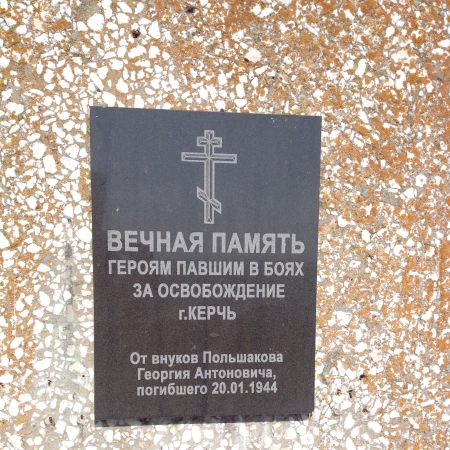 ВЕЧНАЯ ПАМЯТЬ
ГЕРОЯМ ПАВШИМ В БОЯХ
ЗА ОСВОБОЖДЕНИЕ
г.КЕРЧЬ
От внуков Польшакова
Георгия Антоновича,
погибшего 20.01.1944